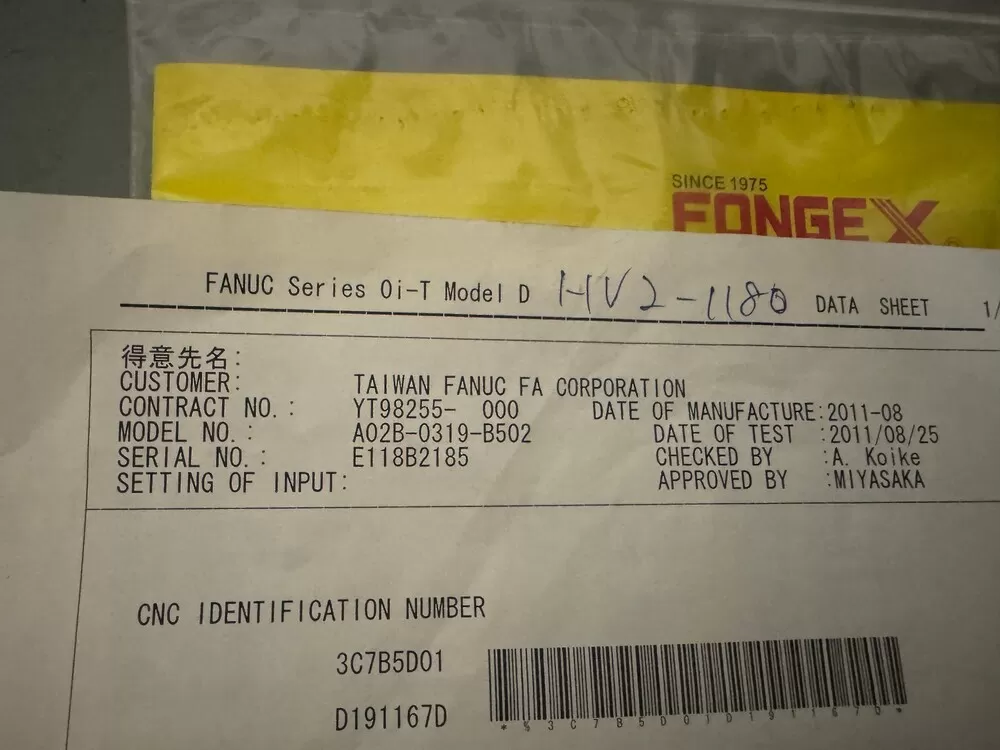 SINCE 1975
FONGEX
FANUC Series 0i-T Model D HV2-1180 DATA SHEET 1/
得意先名:
CUSTOMER: TAIWAN FANUC FA CORPORATION
CONTRACT NO.: YT98255- 000 DATE OF MANUFACTURE:2011-08
MODEL NO.: A02B-0319-B502 DATE OF TEST :2011/08/25
SERIAL NO.: E118B2185 CHECKED BY :A. Koike
SETTING OF INPUT: APPROVED BY :MIYASAKA
CNC IDENTIFICATION NUMBER
3C7B5D01
D191167D
*%3C7B5D01D191167D*